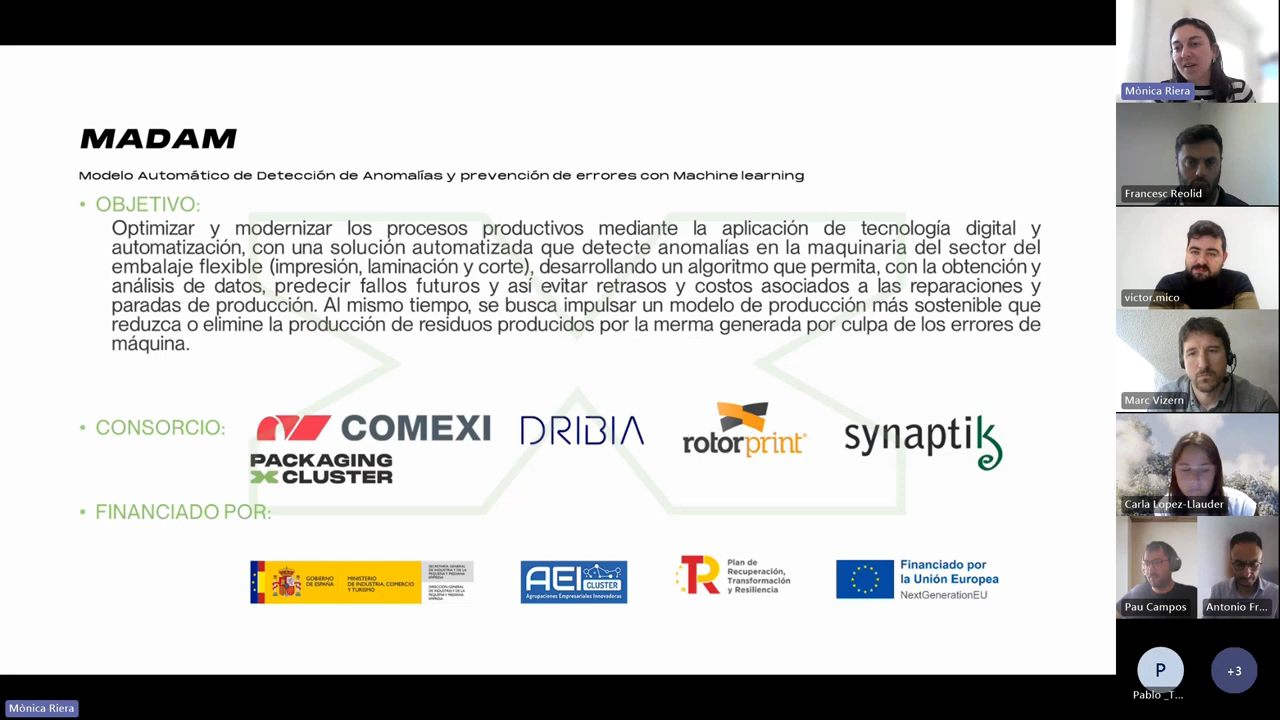 MADAM
Modelo Automático de Detección de Anomalías y prevención de errores con Machine learning
• OBJETIVO:
Optimizar y modernizar los procesos productivos mediante la aplicación de tecnología digital y
automatización, con una solución automatizada que detecte anomalías en la maquinaria del sector del
embalaje flexible (impresión, laminación y corte), desarrollando un algoritmo que permita, con la obtención y
análisis de datos, predecir fallos futuros y así evitar retrasos y costos asociados a las reparaciones y
paradas de producción. Al mismo tiempo, se busca impulsar un modelo de producción más sostenible que
reduzca o elimine la producción de residuos producidos por la merma generada por culpa de los errores de
máquina.
• CONSORCIO:
COMEXI
DRIBIA
rotorprint
synaptik
PACKAGING
CLUSTER
• FINANCIADO POR:
GOBIERNO
DE ESPAÑA
MINISTERIO
DE INDUSTRIA, COMERCIO
Y TURISMO
AEI
CLUSTER
Agrupaciones Empresariales Innovadoras
Plan de
Recuperación,
Transformación
y Resiliencia
Financiado por
la Unión Europea
NextGenerationEU
Mònica Riera
Francesc Reolid
victor.mico
Marc Vizern
Carla Lopez-Llauder
Pau Campos
Antonio Fr...
P
+3
Pablo _T...
Mònica Riera